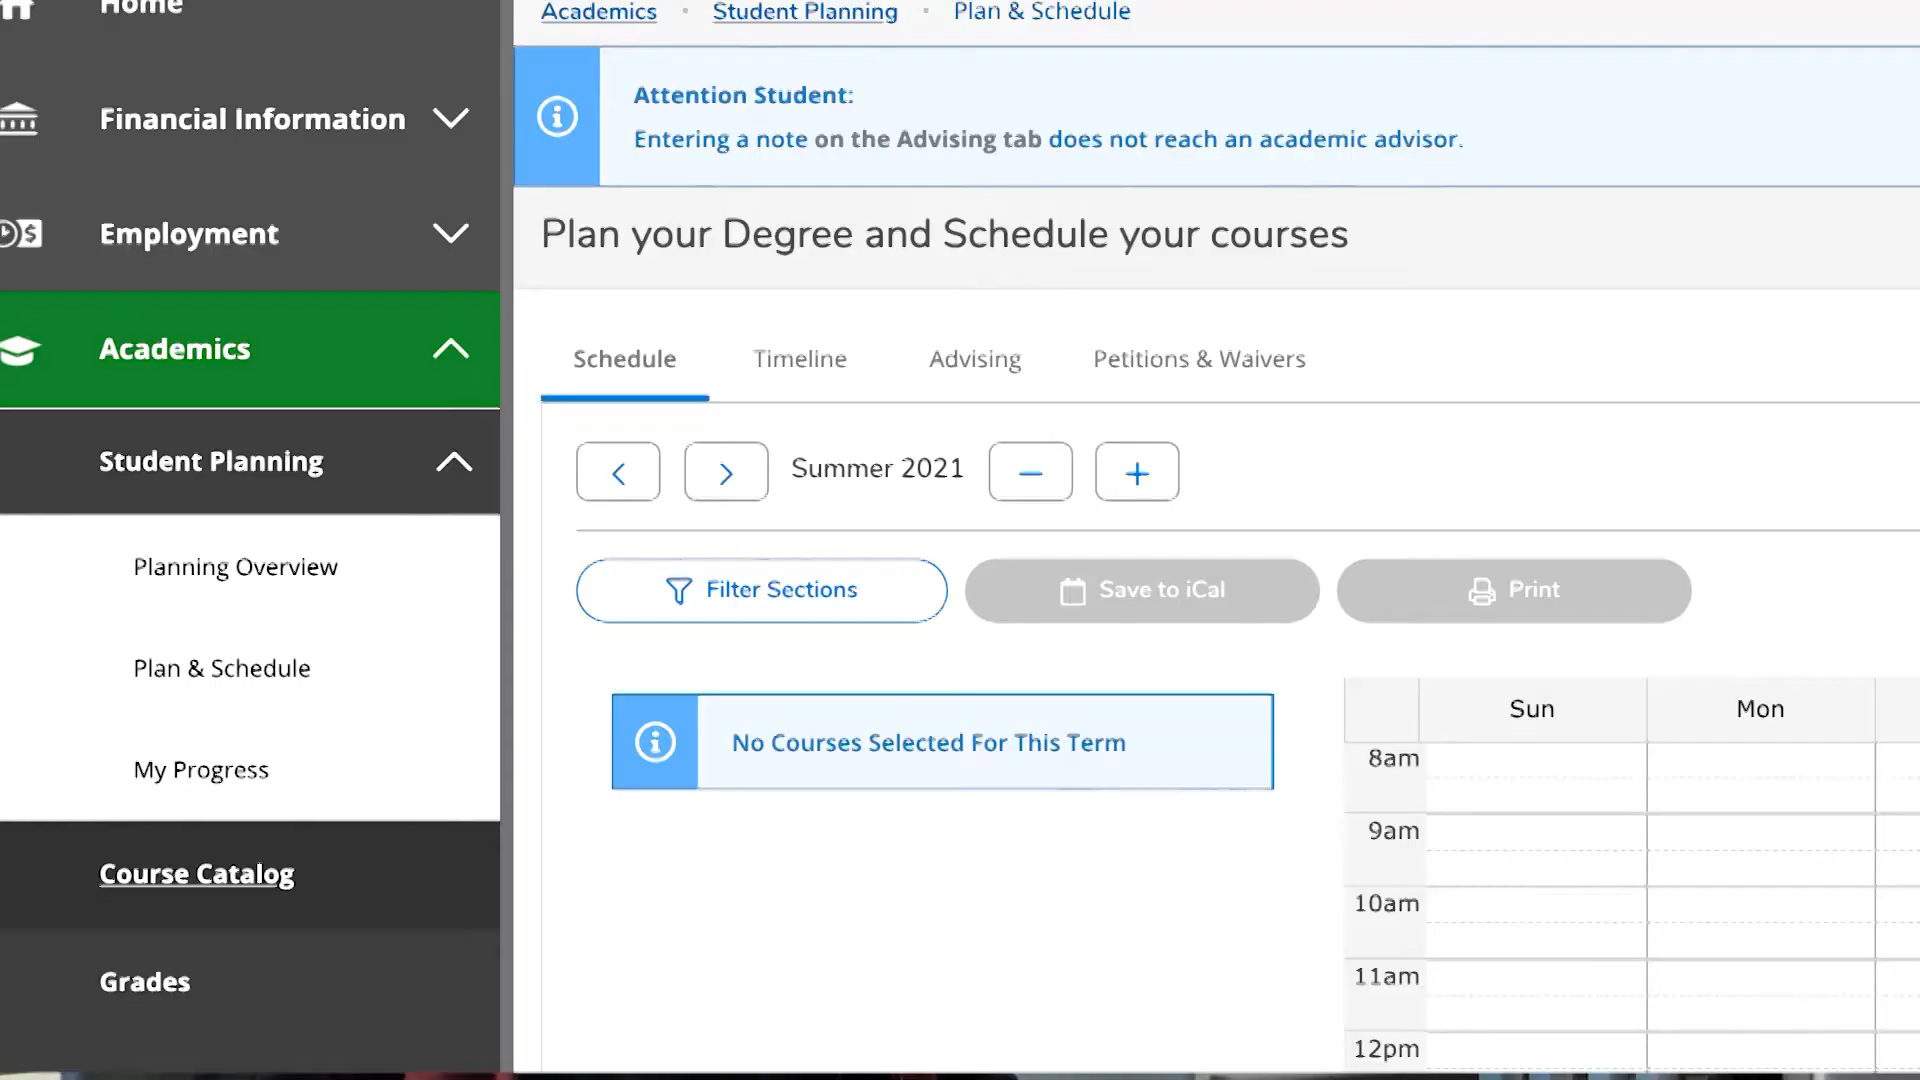 Home
Financial Information
Employment
Academics
Student Planning
Planning Overview
Plan & Schedule
My Progress
Course Catalog
Grades
Academics • Student Planning • Plan & Schedule
Attention Student:
Entering a note on the Advising tab does not reach an academic advisor.
Plan your Degree and Schedule your courses
Schedule Timeline Advising Petitions & Waivers
Summer 2021
Filter Sections Save to iCal Print
No Courses Selected For This Term
Sun Mon
8am
9am
10am
11am
12pm